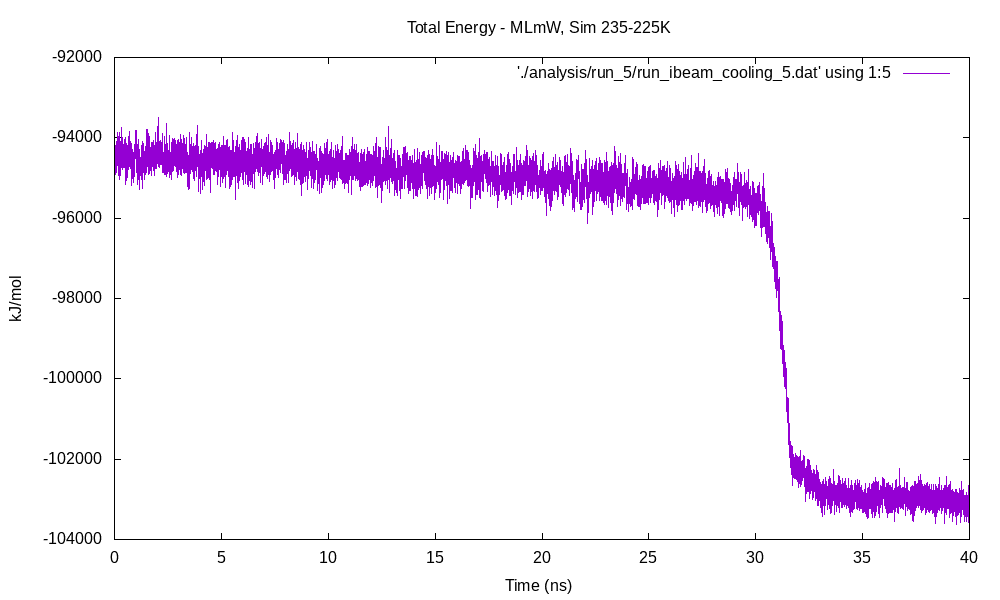 Total Energy - MLmW, Sim 235-225K
'./analysis/run_5/run_ibeam_cooling_5.dat' using 1:5
-92000
-94000
-96000
-98000
-100000
-102000
-104000
kJ/mol
0 5 10 15 20 25 30 35 40
Time (ns)